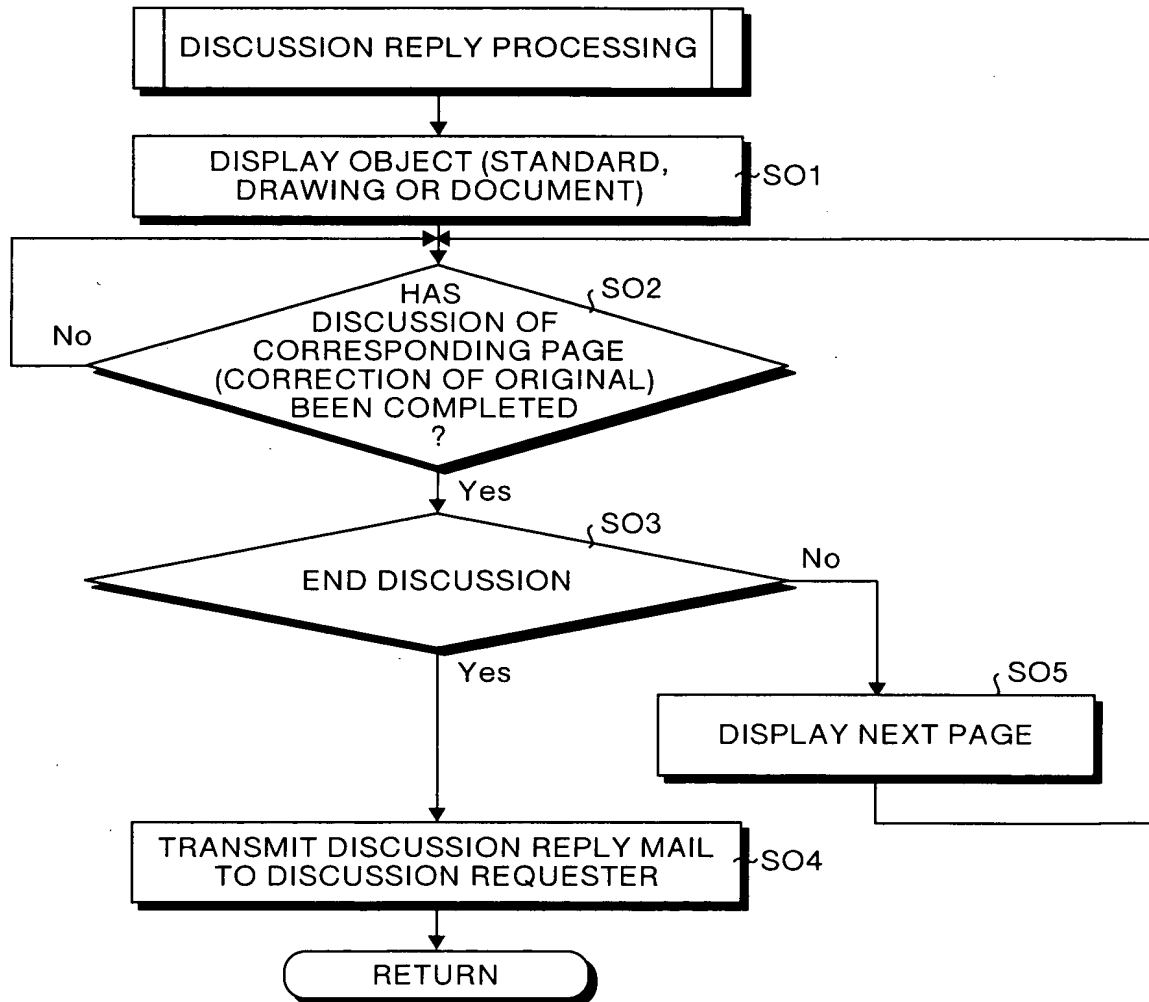 DISCUSSION REPLY PROCESSING
DISPLAY OBJECT (STANDARD,
DRAWING OR DOCUMENT)
SO1
SO2
HAS
DISCUSSION OF
CORRESPONDING PAGE
(CORRECTION OF ORIGINAL)
BEEN COMPLETED
?
No
Yes
SO3
END DISCUSSION
No
Yes
SO5
DISPLAY NEXT PAGE
TRANSMIT DISCUSSION REPLY MAIL
TO DISCUSSION REQUESTER
SO4
RETURN